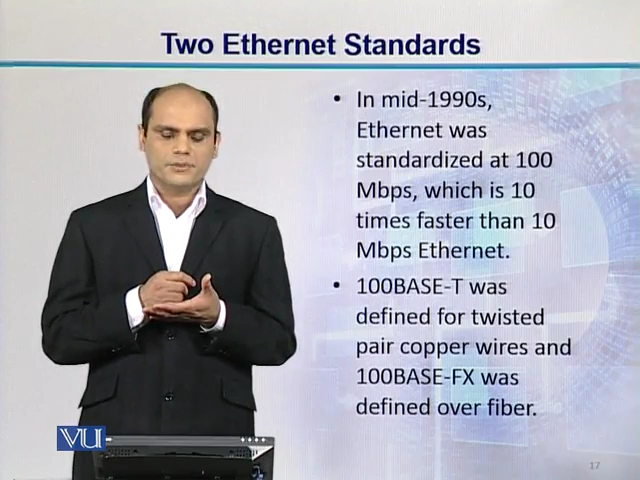 Two Ethernet Standards
• In mid-1990s,
Ethernet was
standardized at 100
Mbps, which is 10
times faster than 10
Mbps Ethernet.
• 100BASE-T was
defined for twisted
pair copper wires and
100BASE-FX was
defined over fiber.
VU
17